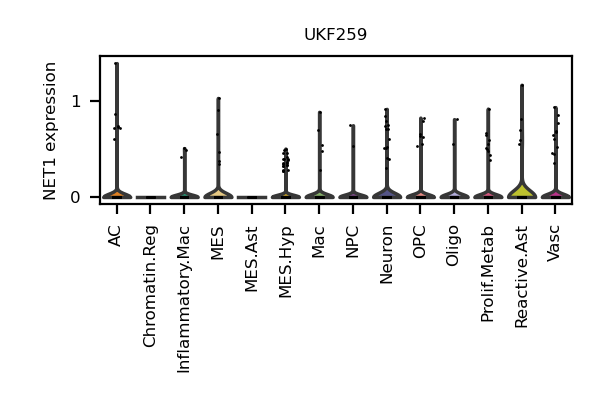 UKF259
NET1 expression
1
0
AC
Chromatin.Reg
Inflammatory.Mac
MES
MES.Ast
MES.Hyp
Mac
NPC
Neuron
OPC
Oligo
Prolif.Metab
Reactive.Ast
Vasc